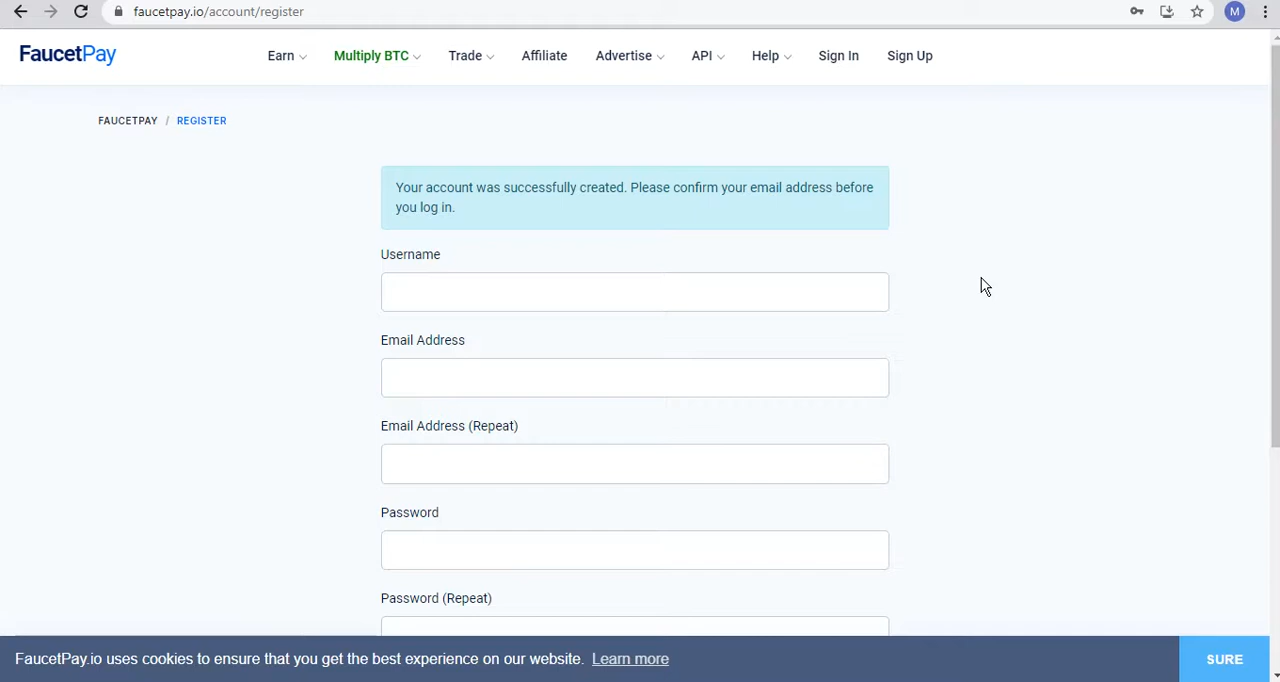 faucetpay.io/account/register
M
FaucetPay
Earn
Multiply BTC
Trade
Affiliate
Advertise
API
Help
Sign In
Sign Up
FAUCETPAY / REGISTER
Your account was successfully created. Please confirm your email address before
you log in.
Username
Email Address
Email Address (Repeat)
Password
Password (Repeat)
FaucetPay.io uses cookies to ensure that you get the best experience on our website. Learn more
SURE